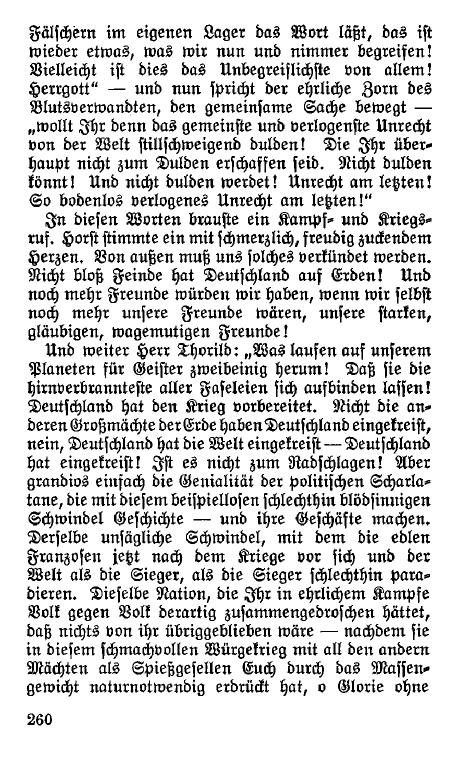 Fälschern im eigenen Lager das Wort läßt, das ist
wieder etwas, was wir nun und nimmer begreifen!
Vielleicht ist dies das Unbegreiflichste von allem!
Herrgott“ — und nun spricht der ehrliche Zorn des
Blutsverwandten, den gemeinsame Sache bewegt —
„wollt Ihr denn das gemeinste und verlogenste Unrecht
von der Welt stillschweigend dulden! Die Ihr über-
haupt nicht zum Dulden erschaffen seid. Nicht dulden
könnt! Und nicht dulden werdet! Unrecht am letzten!
So bodenlos verlogenes Unrecht am letzten!“
In diesen Worten brauste ein Kampf- und Kriegs-
ruf. Horst stimmte ein mit schmerzlich, freudig zuckendem
Herzen. Von außen muß uns solches verkündet werden.
Nicht bloß Feinde hat Deutschland auf Erden! Und
noch mehr Freunde würden wir haben, wenn wir selbst
noch mehr unsere Freunde wären, unsere starken,
gläubigen, wagemutigen Freunde!
Und weiter Herr Thorild: „Was laufen auf unserem
Planeten für Geister zweibeinig herum! Daß sie die
hirnverbrannteste aller Faseleien sich aufbinden lassen!
Deutschland hat den Krieg vorbereitet. Nicht die an-
deren Großmächte der Erde haben Deutschland eingekreist,
nein, Deutschland hat die Welt eingekreist — Deutschland
hat eingekreist! Ist es nicht zum Radschlagen! Aber
grandios einfach die Genialität der politischen Scharla-
tane, die mit diesem beispiellosen schlechthin blödsinnigen
Schwindel Geschichte — und ihre Geschäfte machen.
Derselbe unsägliche Schwindel, mit dem die edlen
Franzosen jetzt nach dem Kriege vor sich und der
Welt als die Sieger, als die Sieger schlechthin para-
dieren. Dieselbe Nation, die Ihr in ehrlichem Kampfe
Volk gegen Volk derartig zusammengedroschen hättet,
daß nichts von ihr übriggeblieben wäre — nachdem sie
in diesem schmachvollen Würgekrieg mit all den andern
Mächten als Spießgesellen Euch durch das Massen-
gewicht naturnotwendig erdrückt hat, o Glorie ohne
260